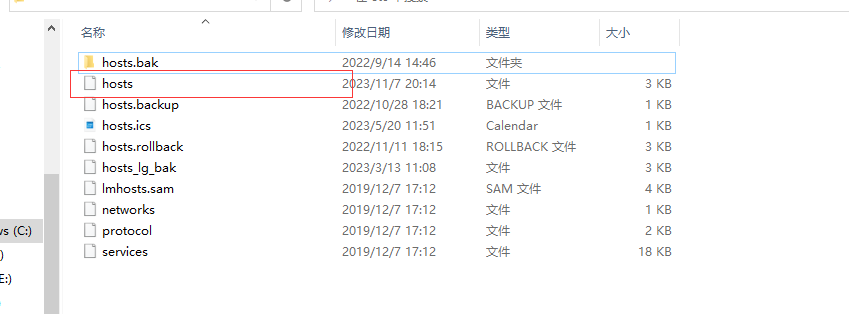 名称 修改日期 类型 大小
hosts.bak 2022/9/14 14:46 文件夹
hosts 2023/11/7 20:14 文件 3 KB
hosts.backup 2022/10/28 18:21 BACKUP 文件 1 KB
hosts.ics 2023/5/20 11:51 Calendar 1 KB
hosts.rollback 2022/11/11 18:15 ROLLBACK 文件 3 KB
hosts_lg_bak 2023/3/13 11:08 文件 3 KB
lmhosts.sam 2019/12/7 17:12 SAM 文件 4 KB
networks 2019/12/7 17:12 文件 1 KB
protocol 2019/12/7 17:12 文件 2 KB
services 2019/12/7 17:12 文件 18 KB
(C:)
E:)